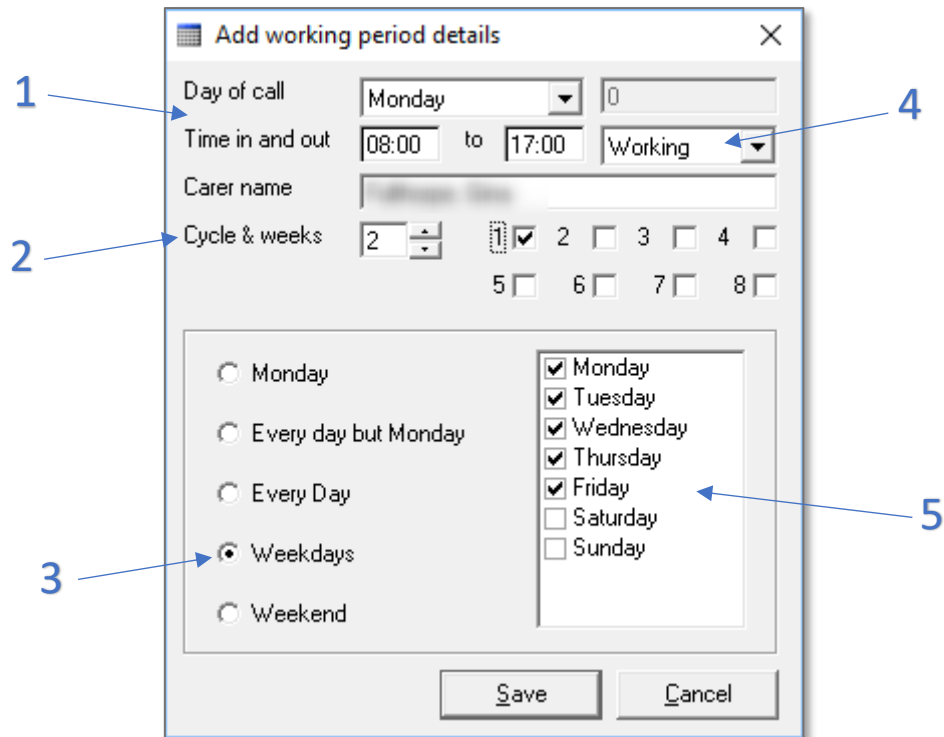 Add working period details
1
Day of call Monday 0
4
Time in and out 08:00 to 17:00 Working
Carer name
2
Cycle & weeks 2 1 2 3 4
5 6 7 8
Monday
Every day but Monday
Every Day
Weekdays
Weekend
3
Monday
Tuesday
Wednesday
Thursday
Friday
Saturday
Sunday
5
Save Cancel